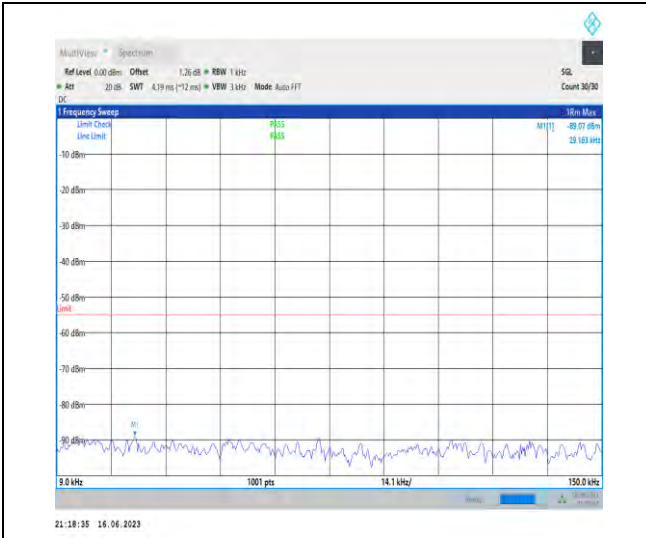 MultiView Spectrum
Ref Level 0.00 dBm Offset 1.26 dB RBW 1 kHz SGL
Att 20 dB SWT 4.19 ms (~12 ms) VBW 3 kHz Mode Auto FFT Count 30/30
DC
1 Frequency Sweep 1Rm Max
Limit Check PASS M1[1] -89.07 dBm
Line Limit PASS 29.163 kHz
-10 dBm
-20 dBm
-30 dBm
-40 dBm
-50 dBm
Limit
-60 dBm
-70 dBm
-80 dBm
M1
-90 dBm
9.0 kHz 1001 pts 14.1 kHz/ 150.0 kHz
21:18:35 16.06.2023